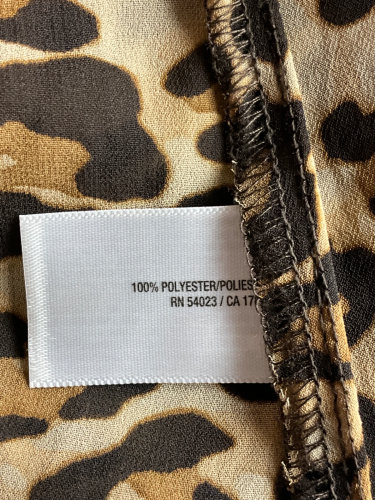 100% POLYESTER/POLIES
RN 54023 / CA 17